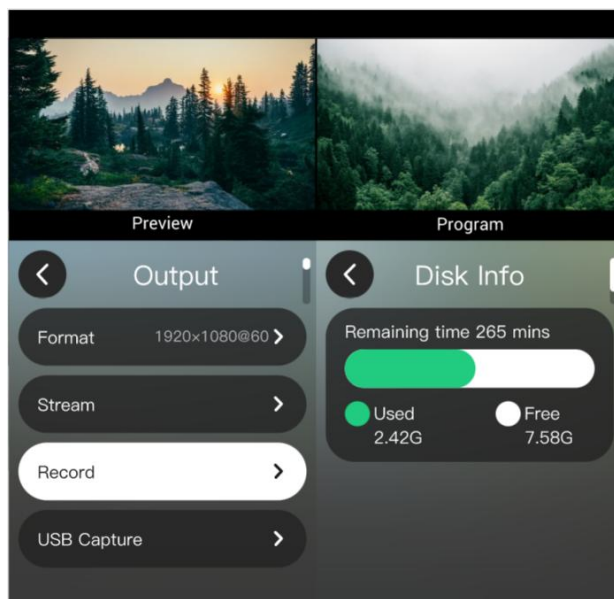 Preview
Program
Output
Disk Info
Format 1920×1080@60
Remaining time 265 mins
Stream
Used
Free
2.42G
7.58G
Record
USB Capture